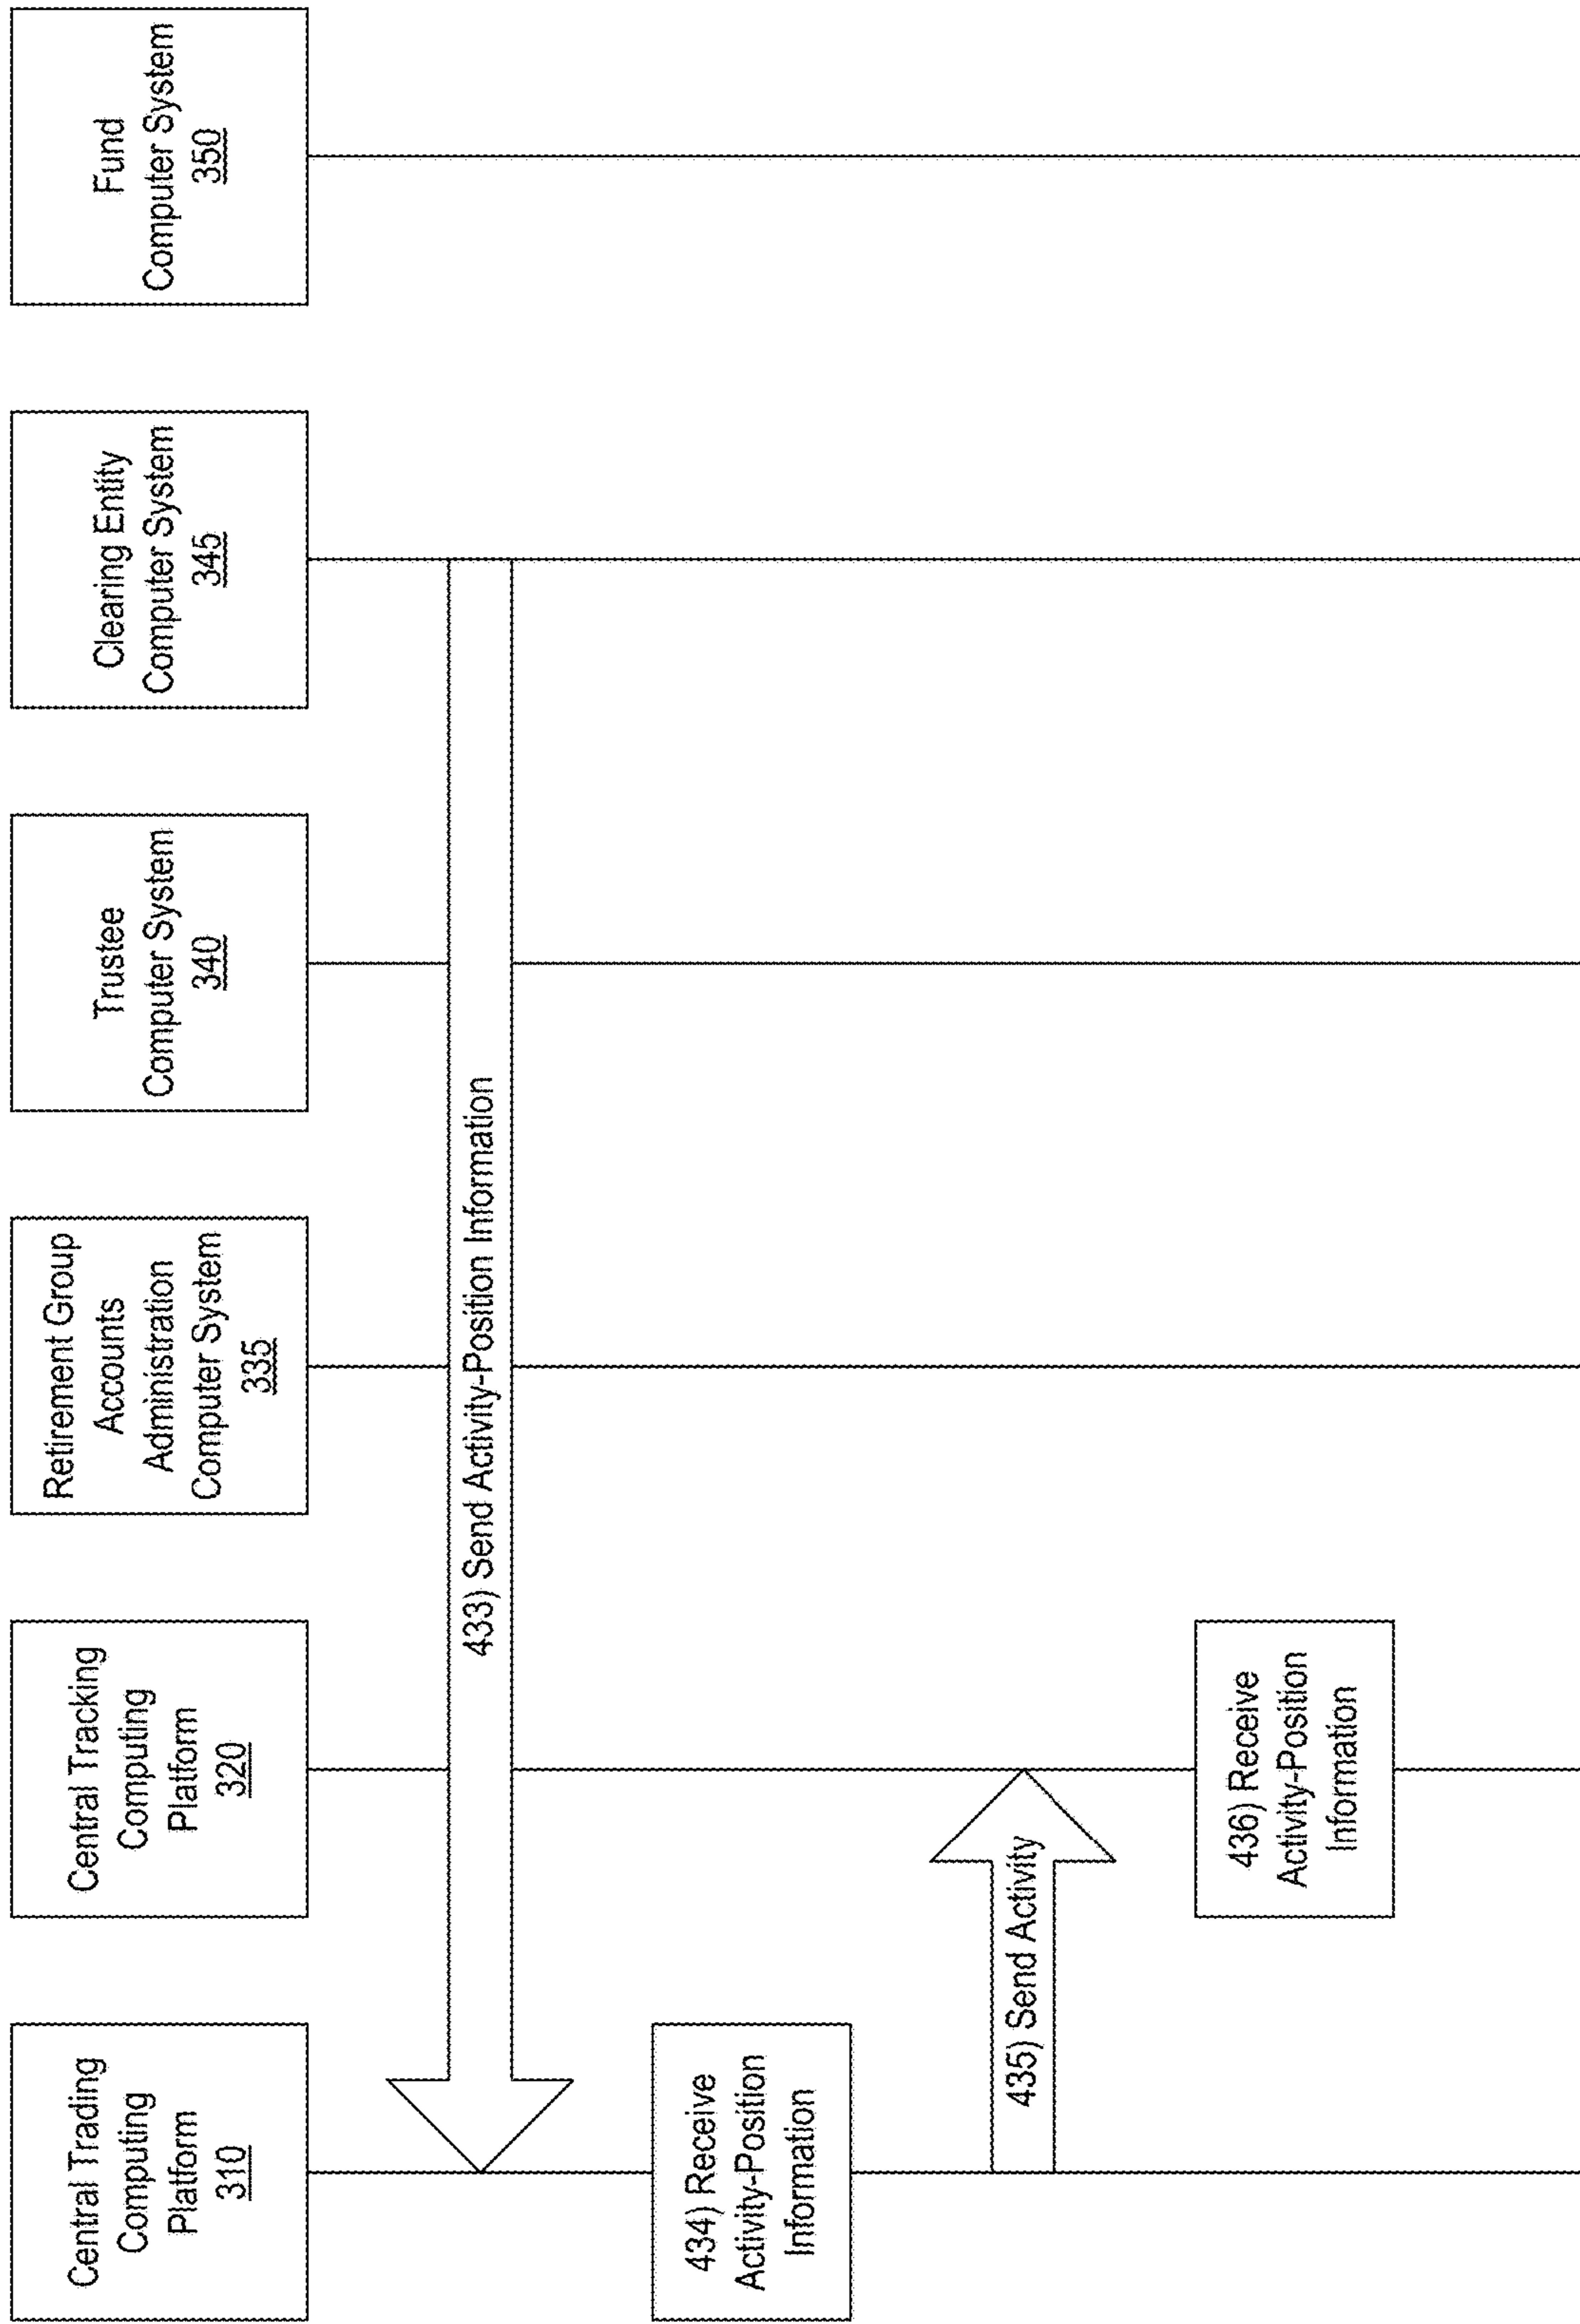 Central Trading
Computing
Platform
310
Central Tracking
Computing
Platform
320
Retirement Group
Accounts
Administration
Computer System
335
Trustee
Computer System
340
Clearing Entity
Computer System
345
Fund
Computer System
350
433) Send Activity-Position Information
434) Receive
Activity-Position
Information
435) Send Activity
436) Receive
Activity-Position
Information